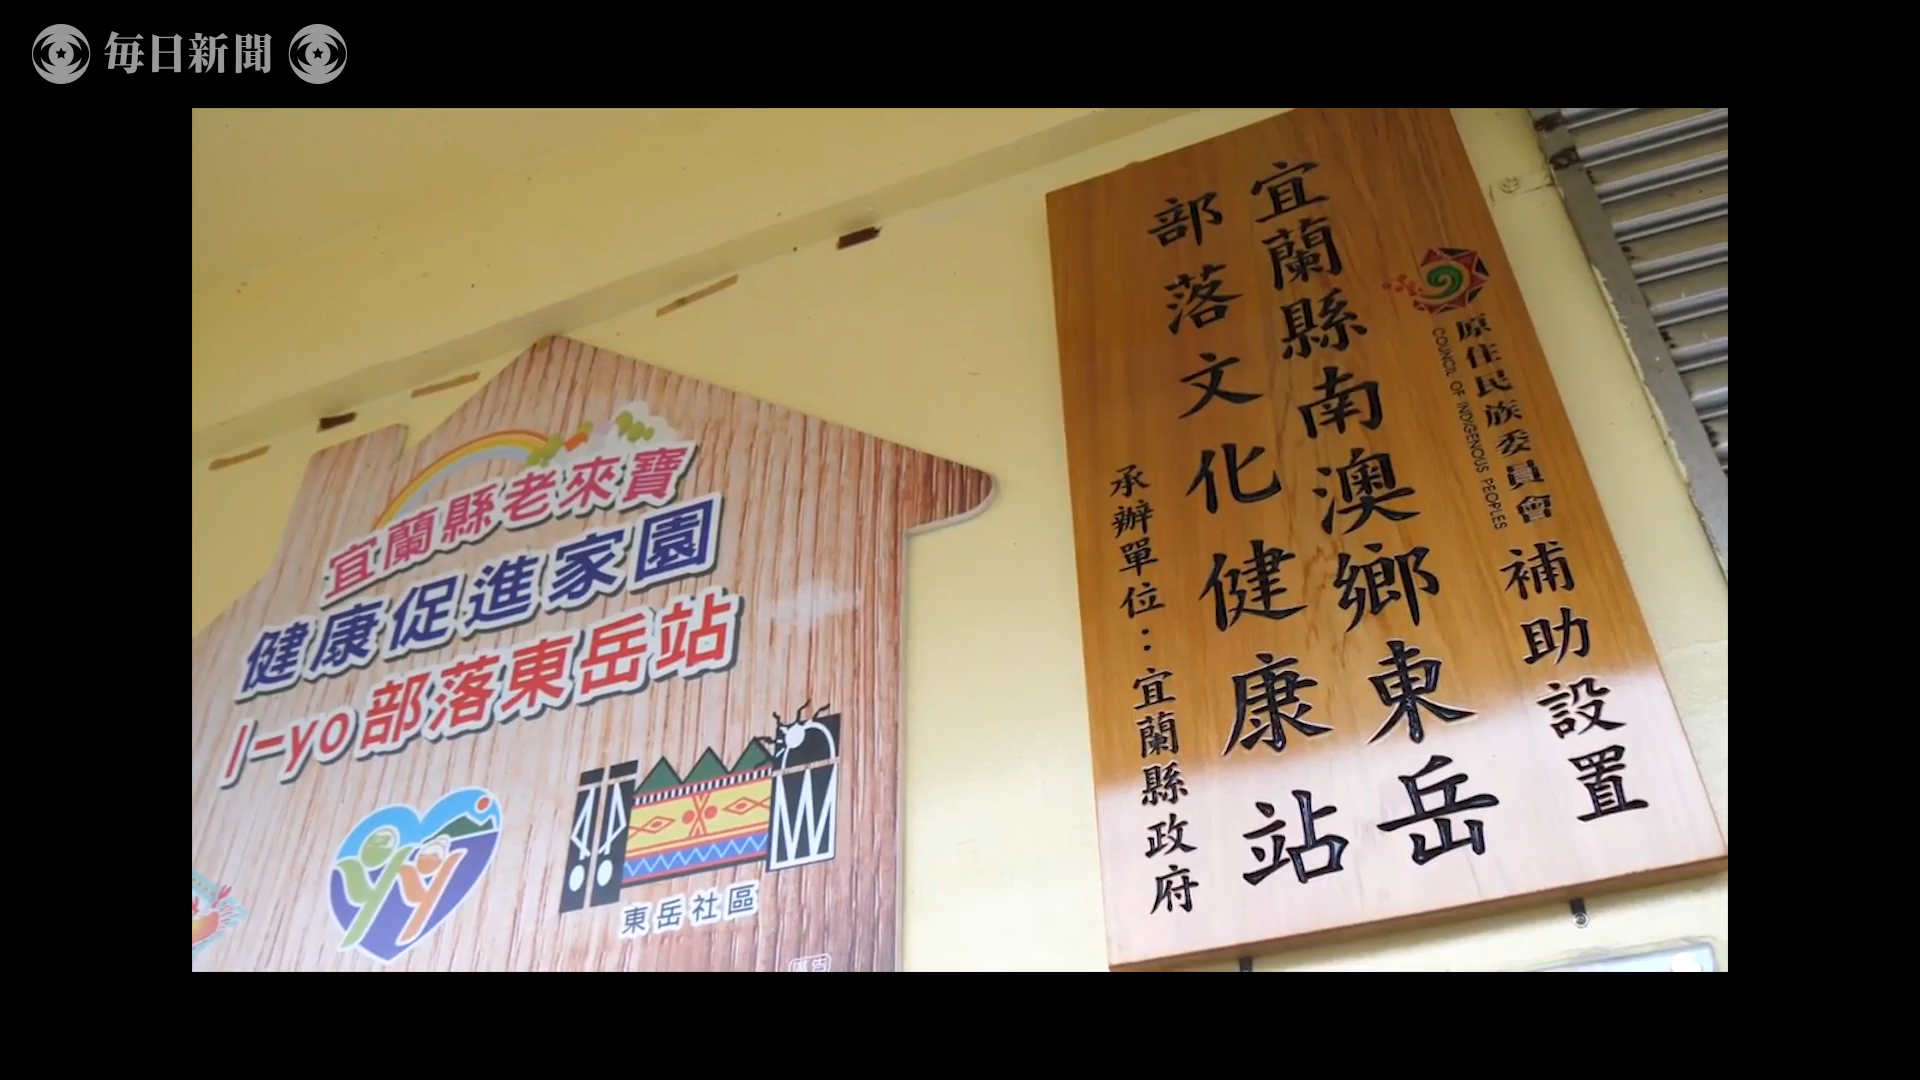 毎日新聞
宜蘭縣老來寶
健康促進家園
I-yo部落東岳站
東岳社區
原住民族委員會 補助設置
COUNCIL OF INDIGENOUS PEOPLES
宜蘭縣南澳鄉東岳
部落文化健康站
承辦單位：宜蘭縣政府